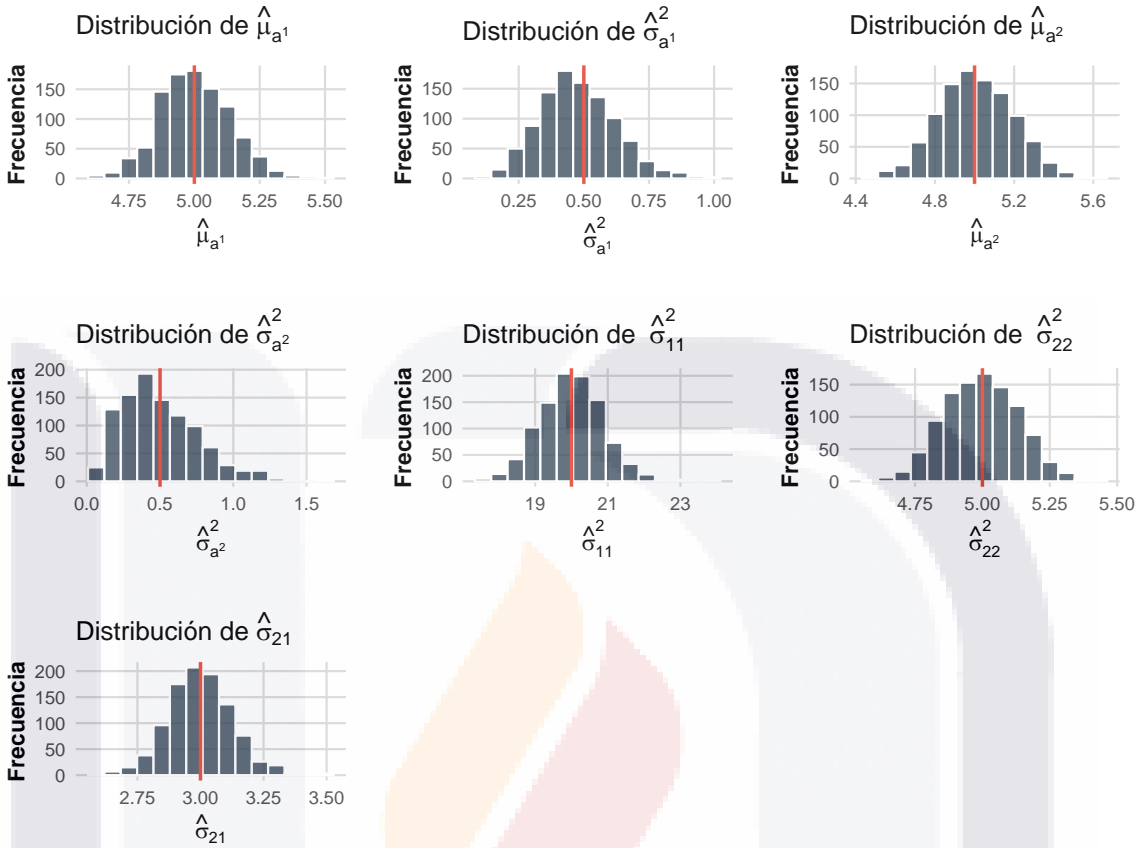 Distribución de μ̂ₐ¹
Frecuencia
150
100
50
0
4.75 5.00 5.25 5.50
μ̂ₐ¹
Distribución de σ̂²ₐ¹
Frecuencia
150
100
50
0
0.25 0.50 0.75 1.00
σ̂²ₐ¹
Distribución de μ̂ₐ²
Frecuencia
150
100
50
0
4.4 4.8 5.2 5.6
μ̂ₐ²
Distribución de σ̂²ₐ²
Frecuencia
200
150
100
50
0
0.0 0.5 1.0 1.5
σ̂²ₐ²
Distribución de σ̂²₁₁
Frecuencia
200
150
100
50
0
19 21 23
σ̂²₁₁
Distribución de σ̂²₂₂
Frecuencia
150
100
50
0
4.75 5.00 5.25 5.50
σ̂²₂₂
Distribución de σ̂₂₁
Frecuencia
200
150
100
50
0
2.75 3.00 3.25 3.50
σ̂₂₁